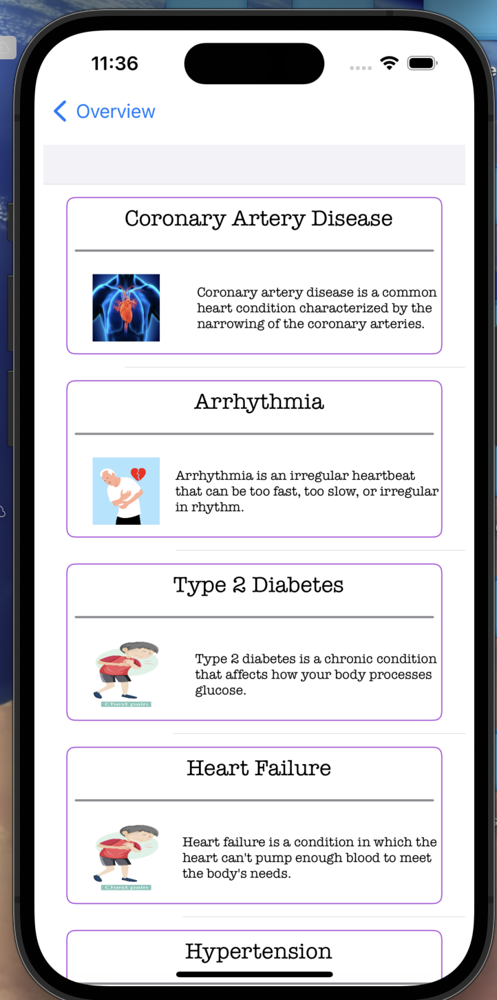 11:36
Overview
Coronary Artery Disease
Coronary artery disease is a common
heart condition characterized by the
narrowing of the coronary arteries.
Arrhythmia
Arrhythmia is an irregular heartbeat
that can be too fast, too slow, or irregular
in rhythm.
Type 2 Diabetes
Type 2 diabetes is a chronic condition
that affects how your body processes
glucose.
Chest pain
Heart Failure
Heart failure is a condition in which the
heart can't pump enough blood to meet
the body's needs.
Chest pain
Hypertension